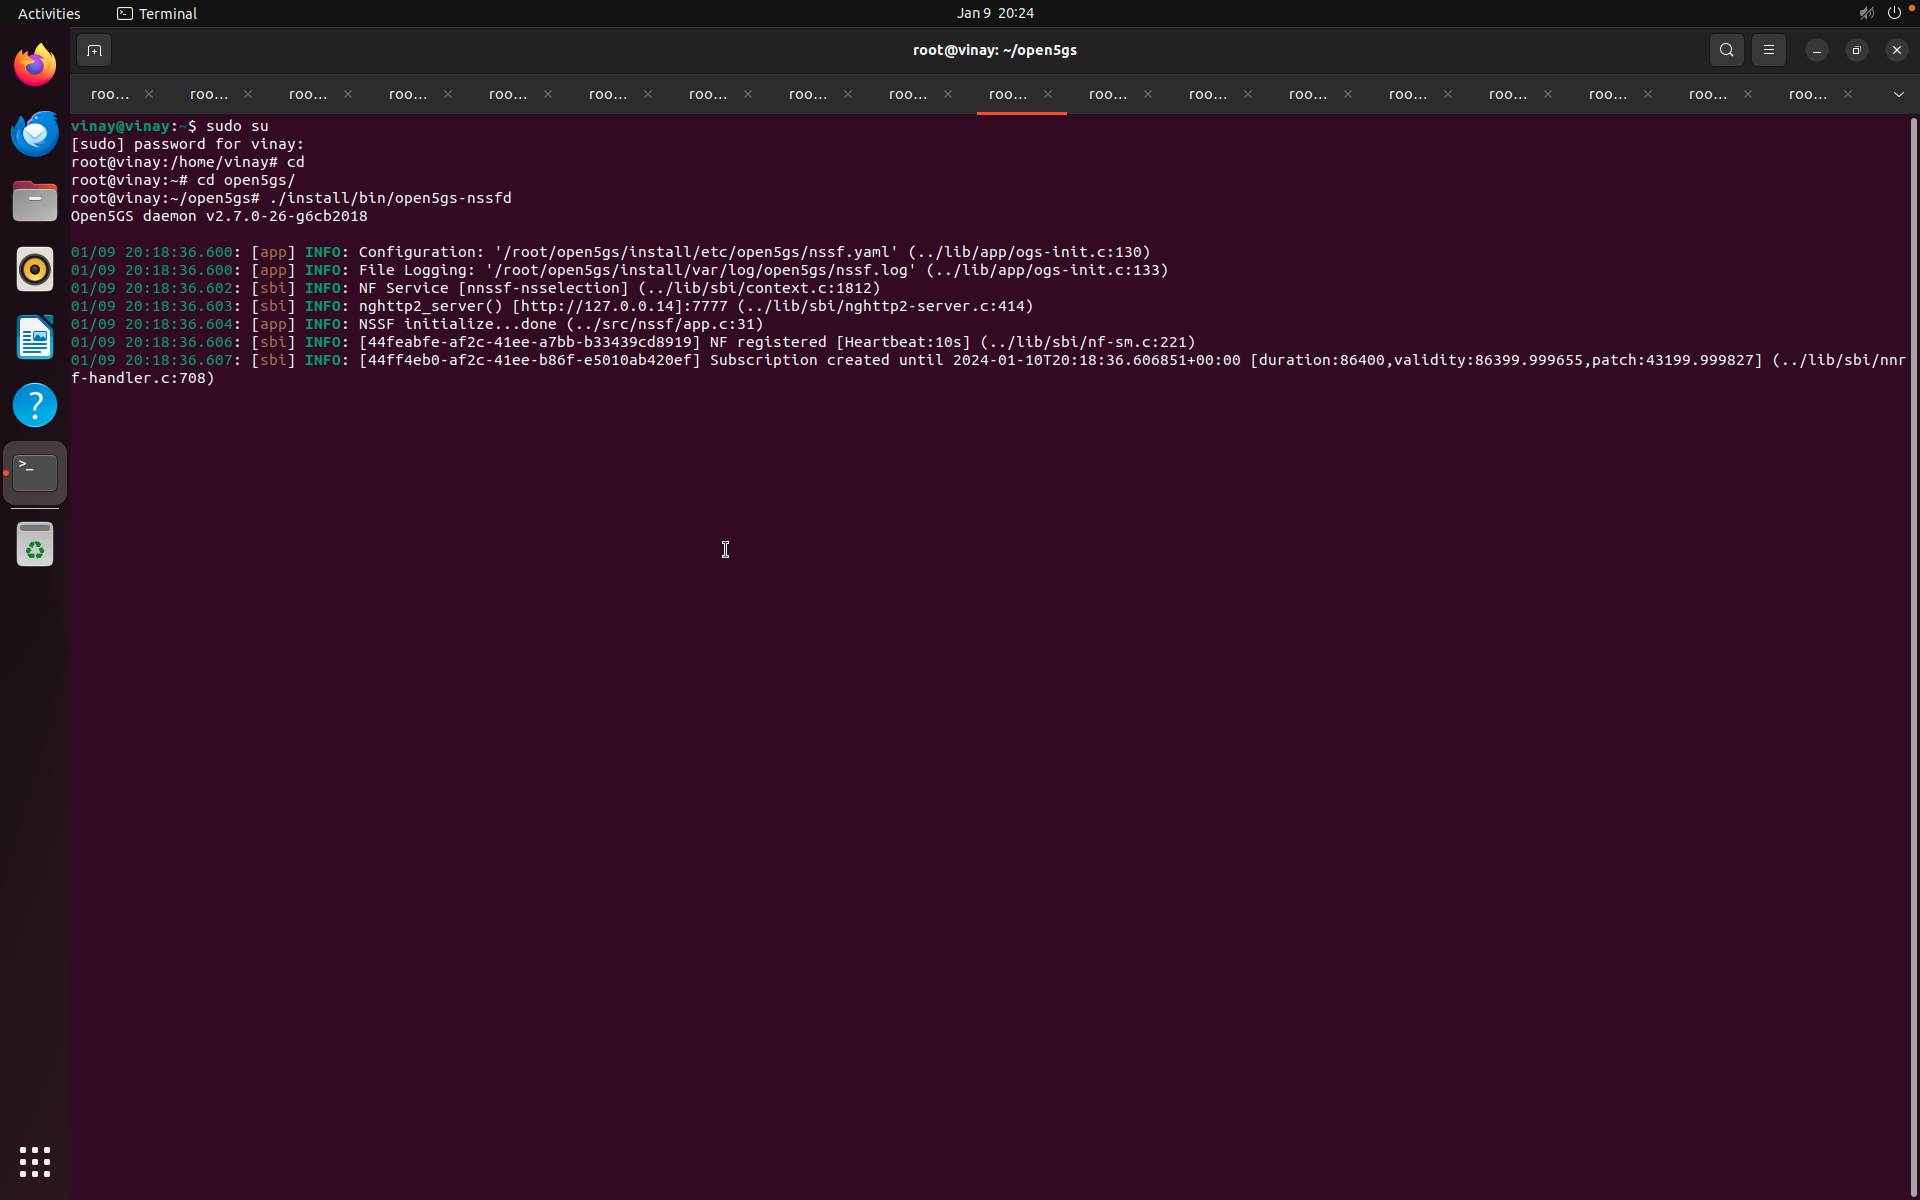 Activities Terminal Jan 9 20:24
root@vinay: ~/open5gs
roo... roo... roo... roo... roo... roo... roo... roo... roo... roo... roo... roo... roo... roo... roo... roo... roo... roo...
vinay@vinay:~$ sudo su
[sudo] password for vinay:
root@vinay:/home/vinay# cd
root@vinay:~# cd open5gs/
root@vinay:~/open5gs# ./install/bin/open5gs-nssfd
Open5GS daemon v2.7.0-26-g6cb2018
01/09 20:18:36.600: [app] INFO: Configuration: '/root/open5gs/install/etc/open5gs/nssf.yaml' (../lib/app/ogs-init.c:130)
01/09 20:18:36.600: [app] INFO: File Logging: '/root/open5gs/install/var/log/open5gs/nssf.log' (../lib/app/ogs-init.c:133)
01/09 20:18:36.602: [sbi] INFO: NF Service [nnssf-nsselection] (../lib/sbi/context.c:1812)
01/09 20:18:36.603: [sbi] INFO: nghttp2_server() [http://127.0.0.14]:7777 (../lib/sbi/nghttp2-server.c:414)
01/09 20:18:36.604: [app] INFO: NSSF initialize...done (../src/nssf/app.c:31)
01/09 20:18:36.606: [sbi] INFO: [44feabfe-af2c-41ee-a7bb-b33439cd8919] NF registered [Heartbeat:10s] (../lib/sbi/nf-sm.c:221)
01/09 20:18:36.607: [sbi] INFO: [44ff4eb0-af2c-41ee-b86f-e5010ab420ef] Subscription created until 2024-01-10T20:18:36.606851+00:00 [duration:86400,validity:86399.999655,patch:43199.999827] (../lib/sbi/nnr
f-handler.c:708)